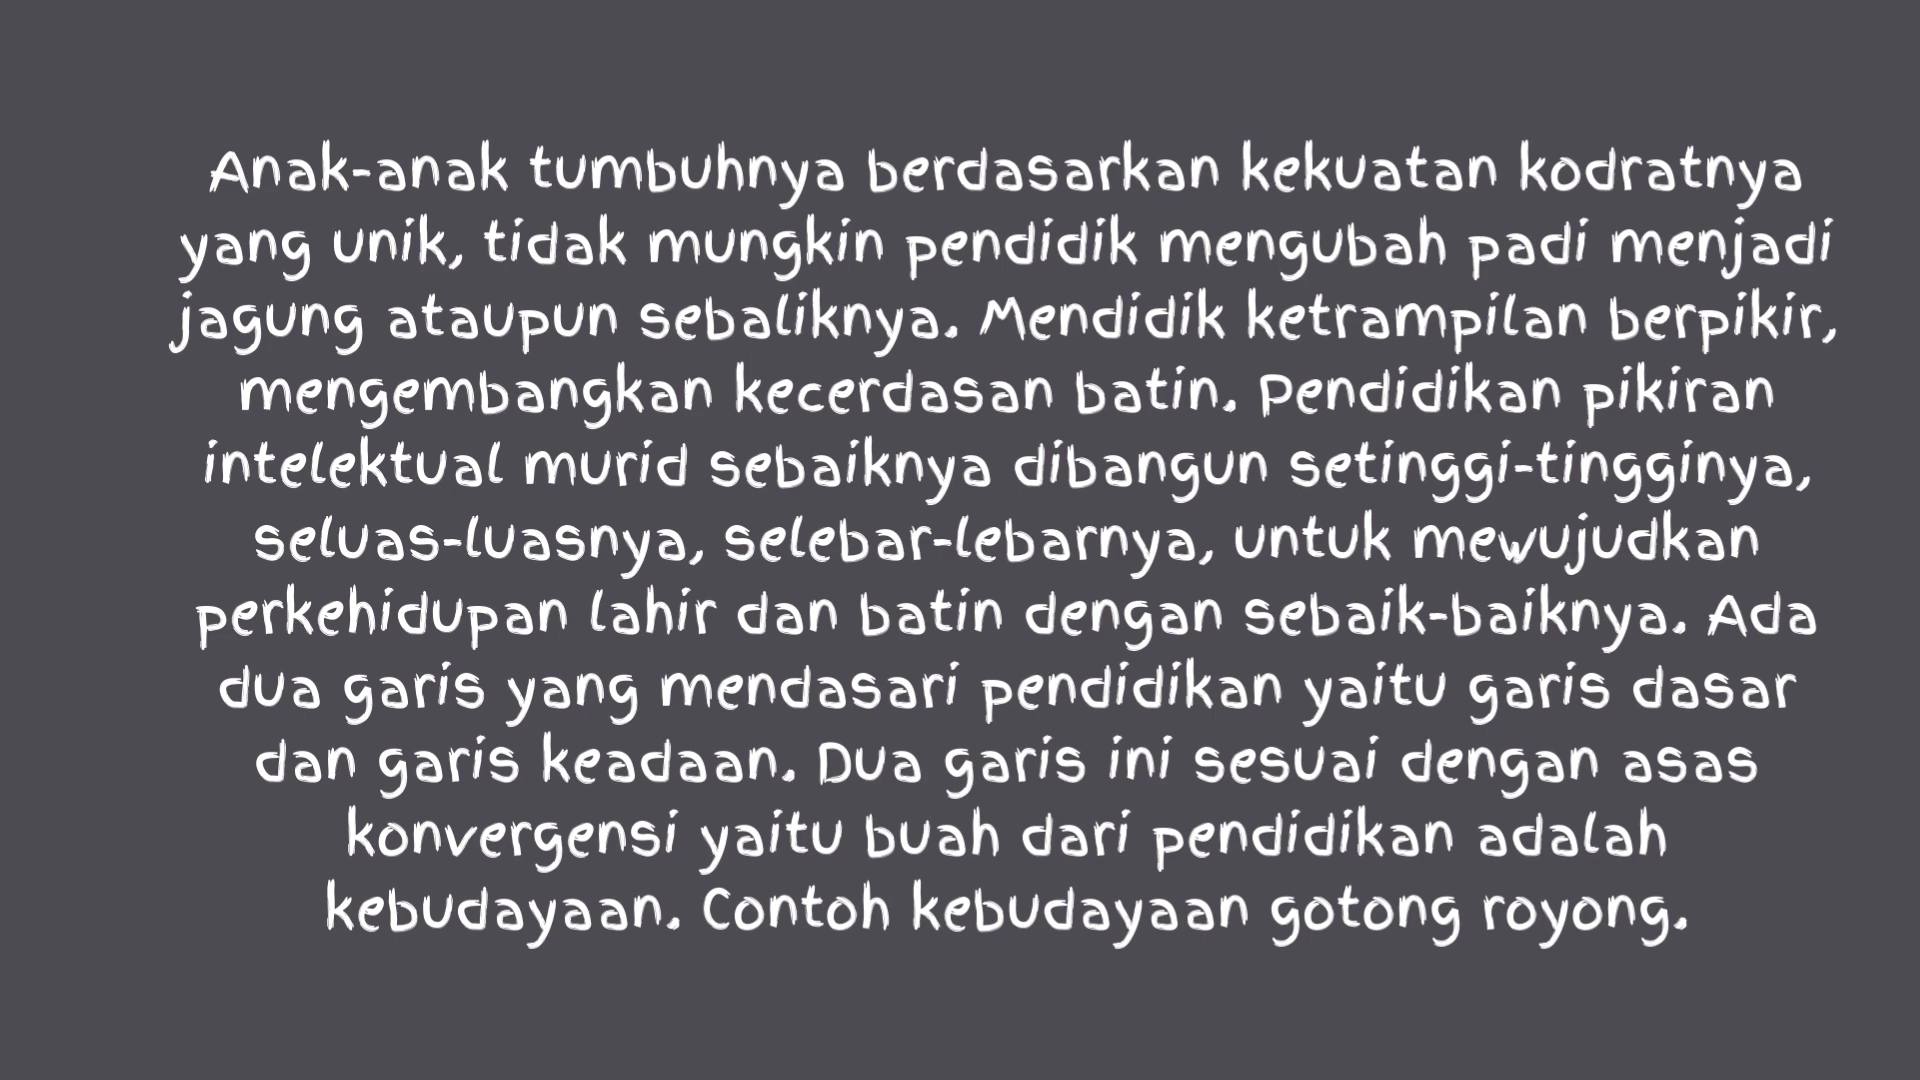 Anak-anak tumbuhnya berdasarkan kekuatan kodratnya
yang unik, tidak mungkin pendidik mengubah padi menjadi
jagung ataupun sebaliknya. Mendidik ketrampilan berpikir,
mengembangkan kecerdasan batin. Pendidikan pikiran
intelektual murid sebaiknya dibangun setinggi-tingginya,
seluas-luasnya, selebar-lebarnya, untuk mewujudkan
perkehidupan lahir dan batin dengan sebaik-baiknya. Ada
dua garis yang mendasari pendidikan yaitu garis dasar
dan garis keadaan. Dua garis ini sesuai dengan asas
konvergensi yaitu buah dari pendidikan adalah
kebudayaan. Contoh kebudayaan gotong royong.